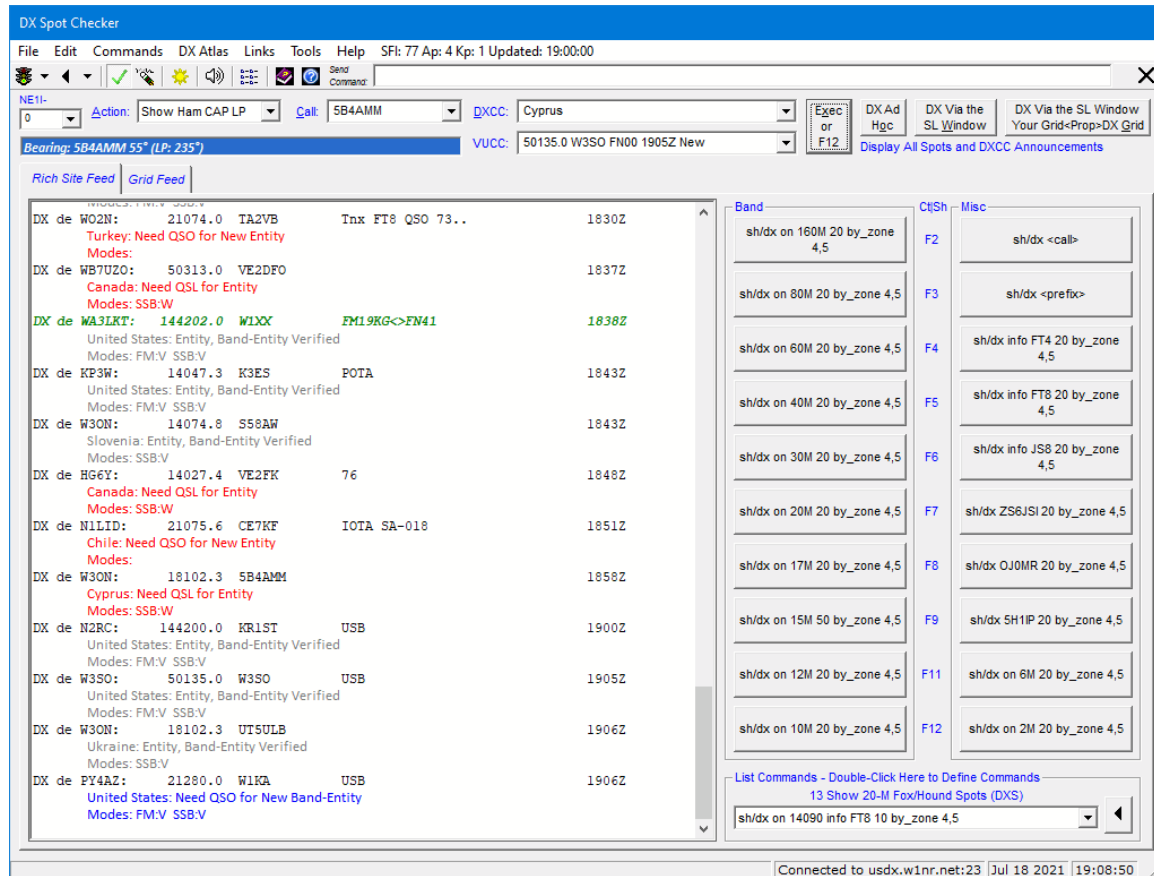 DX Spot Checker
File Edit Commands DX Atlas Links Tools Help SFI: 77 Ap: 4 Kp: 1 Updated: 19:00:00
Send Command:
NE1I-
0 Action: Show Ham CAP LP Call: 5B4AMM DXCC: Cyprus
Exec or F12
DX Ad Hoc
DX Via the SL Window
DX Via the SL Window Your Grid<Prop>DX Grid
Bearing: 5B4AMM 55° (LP: 235°) VUCC: 50135.0 W3SO FN00 1905Z New
Display All Spots and DXCC Announcements
Rich Site Feed Grid Feed
DX de WO2N: 21074.0 TA2VB Tnx FT8 QSO 73.. 1830Z
Turkey: Need QSO for New Entity
Modes:
DX de WB7UZO: 50313.0 VE2DFO 1837Z
Canada: Need QSL for Entity
Modes: SSB:W
DX de WA3LKT: 144202.0 W1XX FM19KG<>FN41 1838Z
United States: Entity, Band-Entity Verified
Modes: FM:V SSB:V
DX de KP3W: 14047.3 K3ES POTA 1843Z
United States: Entity, Band-Entity Verified
Modes: FM:V SSB:V
DX de W3ON: 14074.8 S58AW 1843Z
Slovenia: Entity, Band-Entity Verified
Modes: SSB:V
DX de HG6Y: 14027.4 VE2FK 76 1848Z
Canada: Need QSL for Entity
Modes: SSB:W
DX de N1LID: 21075.6 CE7KF IOTA SA-018 1851Z
Chile: Need QSO for New Entity
Modes:
DX de W3ON: 18102.3 5B4AMM 1858Z
Cyprus: Need QSL for Entity
Modes: SSB:W
DX de N2RC: 144200.0 KR1ST USB 1900Z
United States: Entity, Band-Entity Verified
Modes: FM:V SSB:V
DX de W3SO: 50135.0 W3SO USB 1905Z
United States: Entity, Band-Entity Verified
Modes: FM:V SSB:V
DX de W3ON: 18102.3 UT5ULB 1906Z
Ukraine: Entity, Band-Entity Verified
Modes: SSB:V
DX de PY4AZ: 21280.0 W1KA USB 1906Z
United States: Need QSO for New Band-Entity
Modes: FM:V SSB:V
Band Ct|Sh Misc
sh/dx on 160M 20 by_zone 4,5 F2 sh/dx <call>
sh/dx on 80M 20 by_zone 4,5 F3 sh/dx <prefix>
sh/dx on 60M 20 by_zone 4,5 F4 sh/dx info FT4 20 by_zone 4,5
sh/dx on 40M 20 by_zone 4,5 F5 sh/dx info FT8 20 by_zone 4,5
sh/dx on 30M 20 by_zone 4,5 F6 sh/dx info JS8 20 by_zone 4,5
sh/dx on 20M 20 by_zone 4,5 F7 sh/dx ZS6JSI 20 by_zone 4,5
sh/dx on 17M 20 by_zone 4,5 F8 sh/dx OJ0MR 20 by_zone 4,5
sh/dx on 15M 50 by_zone 4,5 F9 sh/dx 5H1IP 20 by_zone 4,5
sh/dx on 12M 20 by_zone 4,5 F11 sh/dx on 6M 20 by_zone 4,5
sh/dx on 10M 20 by_zone 4,5 F12 sh/dx on 2M 20 by_zone 4,5
List Commands - Double-Click Here to Define Commands
13 Show 20-M Fox/Hound Spots (DXS)
sh/dx on 14090 info FT8 10 by_zone 4,5
Connected to usdx.w1nr.net:23 Jul 18 2021 19:08:50